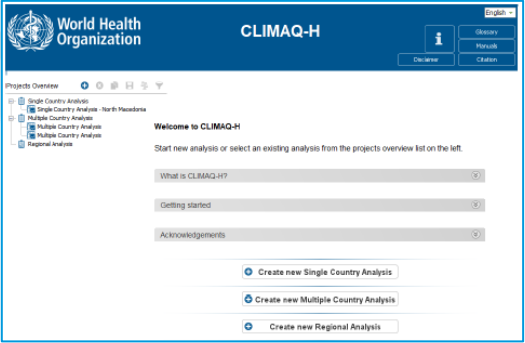 English
World Health
Organization
CLIMAQ-H
i
Glossary
Manuals
Disclaimer
Citation
Projects Overview
Single Country Analysis
Single Country Analysis - North Macedonia
Multiple Country Analysis
Multiple Country Analysis
Multiple Country Analysis
Regional Analysis
Welcome to CLIMAQ-H
Start new analysis or select an existing analysis from the projects overview list on the left.
What is CLIMAQ-H?
Getting started
Acknowledgements
Create new Single Country Analysis
Create new Multiple Country Analysis
Create new Regional Analysis